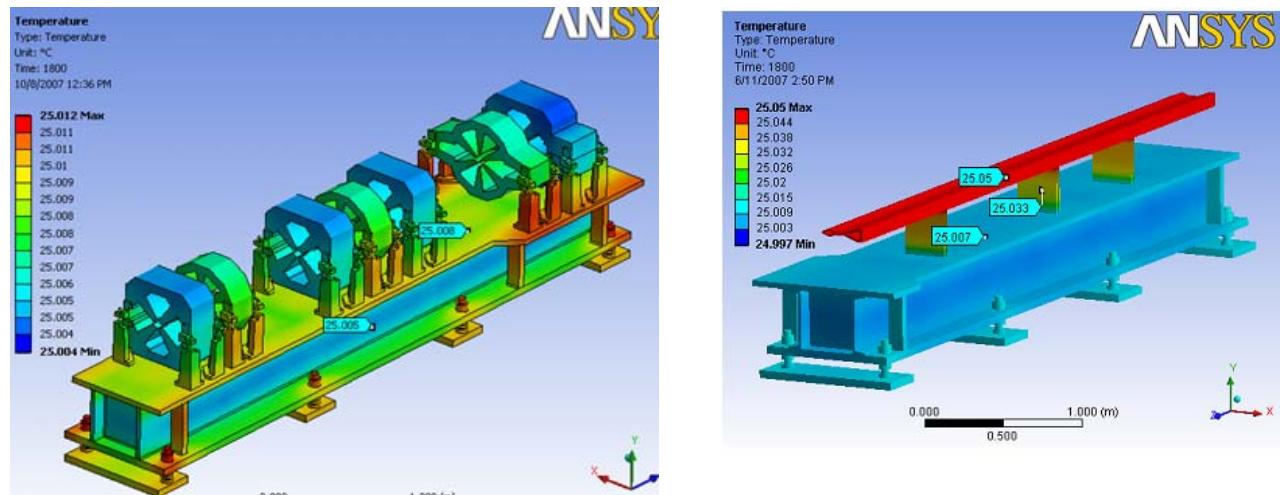 Temperature
Type: Temperature
Unit: °C
Time: 1800
10/8/2007 12:36 PM
ANSY
25.012 Max
25.011
25.011
25.01
25.009
25.009
25.008
25.008
25.007
25.007
25.006
25.005
25.005
25.004
25.004 Min
25.008
25.005
Y
X
0.000 1.000 (m)
Temperature
Type: Temperature
Unit: °C
Time: 1800
6/11/2007 2:50 PM
ANSYS
25.05 Max
25.044
25.038
25.032
25.026
25.02
25.015
25.009
25.003
24.997 Min
25.05
25.033
25.007
0.000 1.000 (m)
0.500
Y
Z X